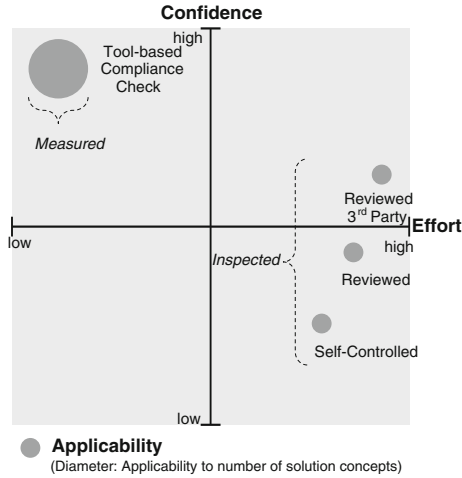 Confidence
high
Tool-based
Compliance
Check
Measured
Reviewed
3rd Party
Effort
low
high
Inspected
Reviewed
Self-Controlled
low
Applicability
(Diameter: Applicability to number of solution concepts)